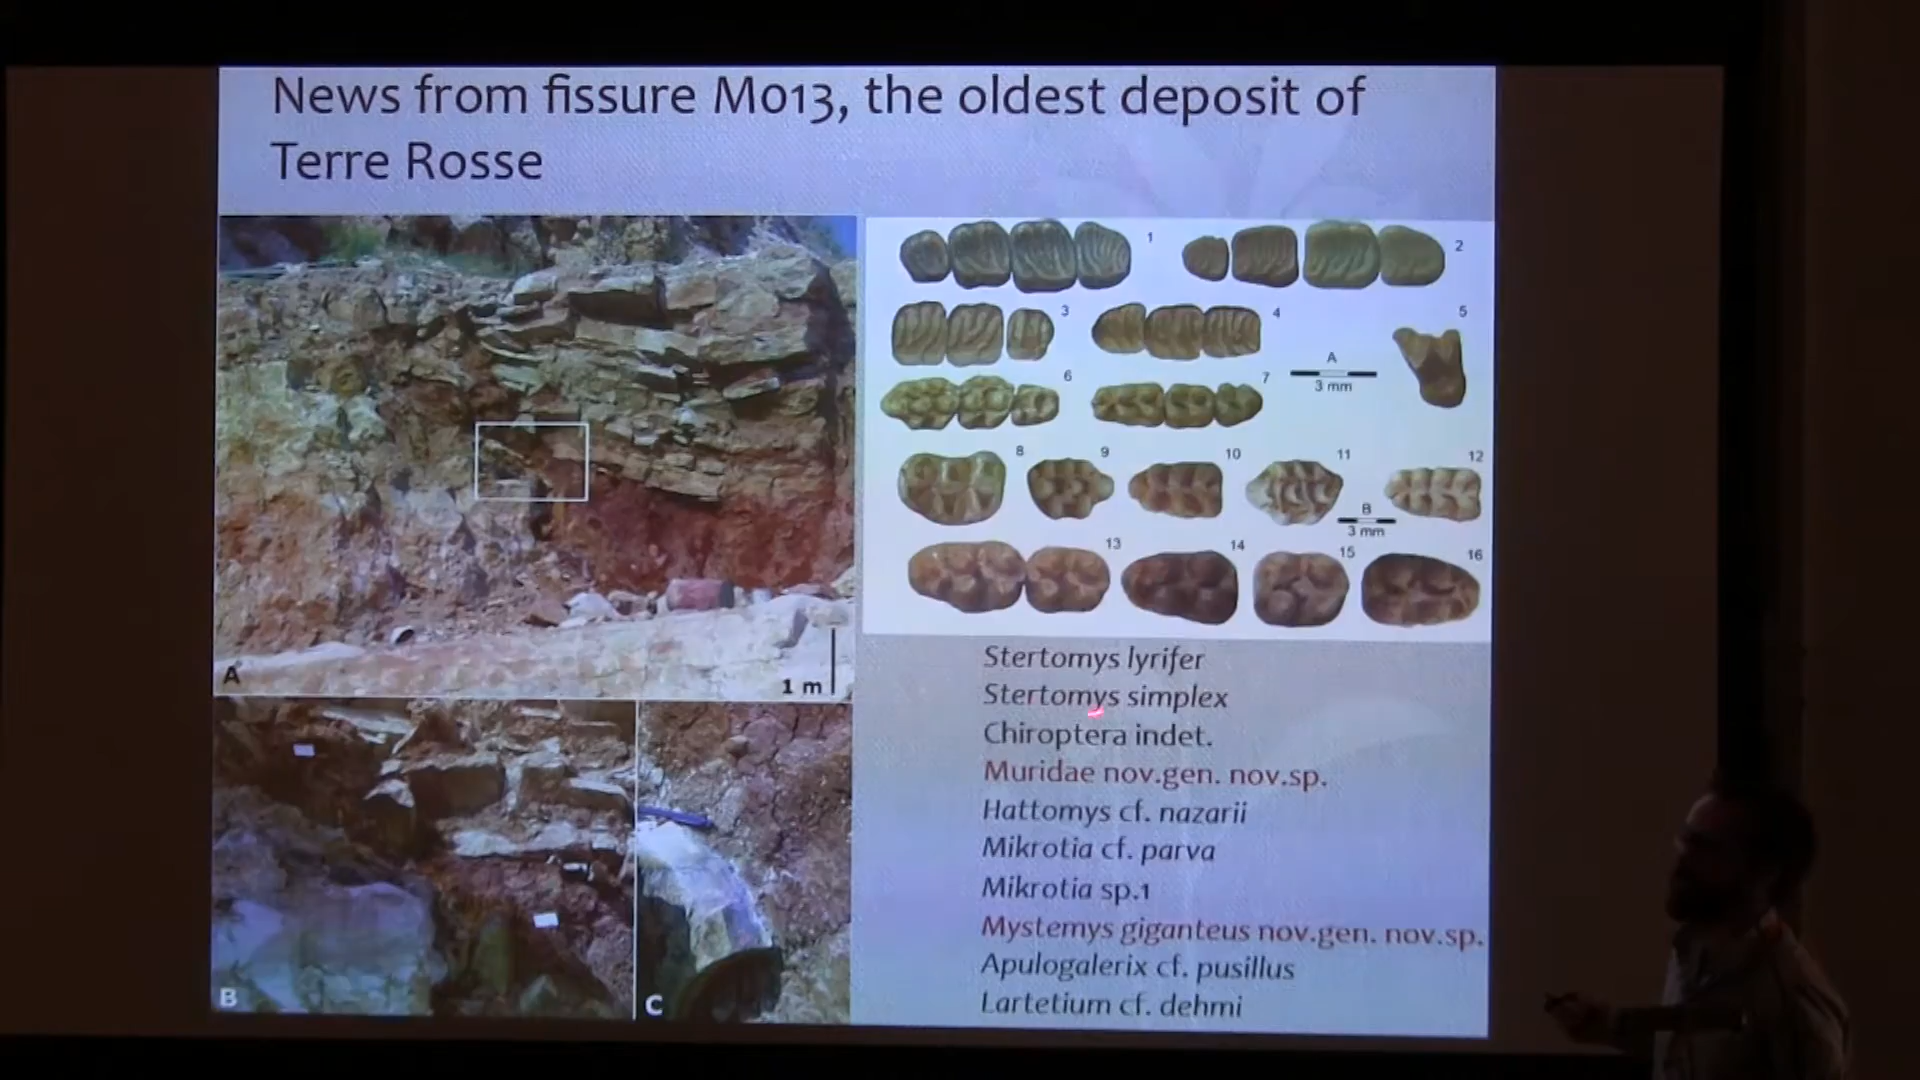 News from fissure M013, the oldest deposit of
Terre Rosse
A
1 m
B
C
1
2
3
4
5
A
3 mm
6
7
8
9
10
11
12
B
3 mm
13
14
15
16
Stertomys lyrifer
Stertomys simplex
Chiroptera indet.
Muridae nov.gen. nov.sp.
Hattomys cf. nazarii
Mikrotia cf. parva
Mikrotia sp.1
Mystemys giganteus nov.gen. nov.sp.
Apulogalerix cf. pusillus
Lartetium cf. dehmi